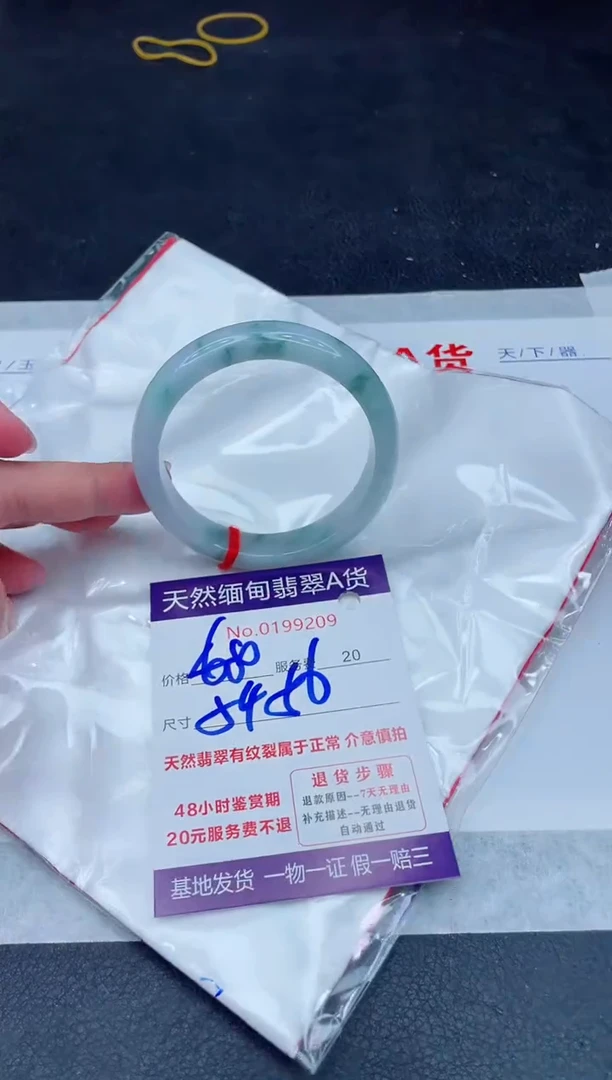 A货 天/下/器
天然缅甸翡翠A货
No.0199209
价格 680 服务费 20
尺寸 54 56
天然翡翠有纹裂属于正常 介意慎拍
48小时鉴赏期
20元服务费不退
退货步骤
退款原因--7天无理由
补充描述--无理由退货
自动通过
基地发货 一物一证 假一赔三